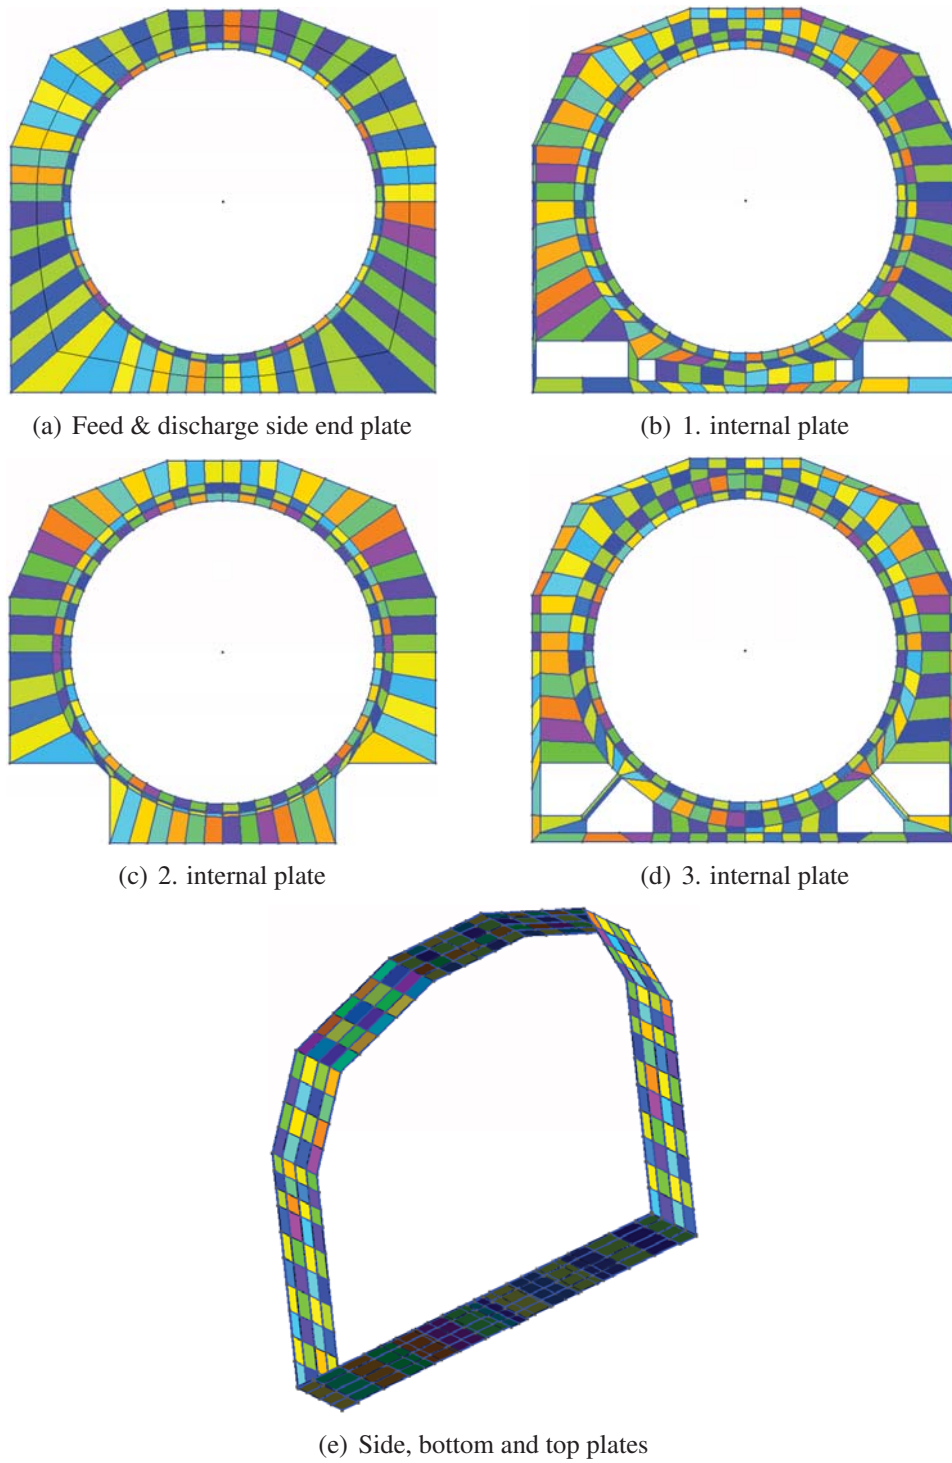 (a) Feed & discharge side end plate
(b) 1. internal plate
(c) 2. internal plate
(d) 3. internal plate
(e) Side, bottom and top plates